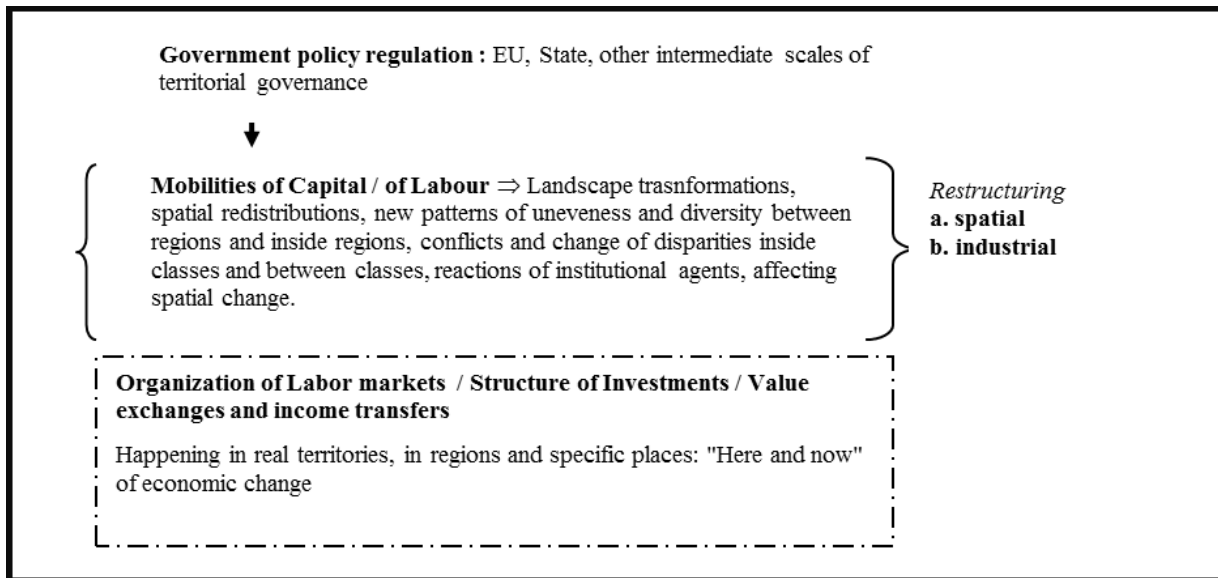 Government policy regulation : EU, State, other intermediate scales of
territorial governance
Mobilities of Capital / of Labour ⇒ Landscape trasnformations,
spatial redistributions, new patterns of uneveness and diversity between
regions and inside regions, conflicts and change of disparities inside
classes and between classes, reactions of institutional agents, affecting
spatial change.
Restructuring
a. spatial
b. industrial
Organization of Labor markets / Structure of Investments / Value
exchanges and income transfers
Happening in real territories, in regions and specific places: "Here and now"
of economic change